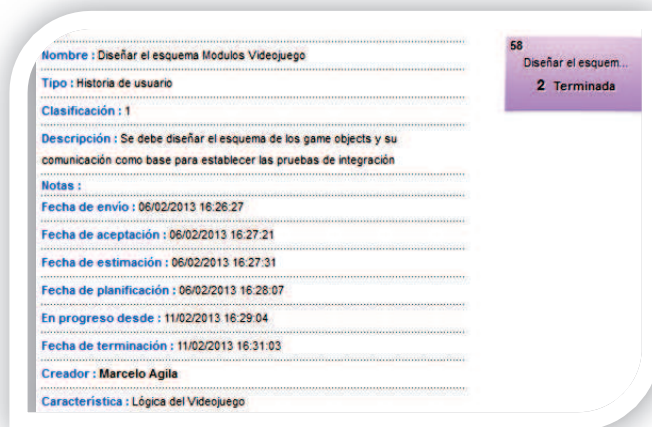 Nombre : Diseñar el esquema Modulos Videojuego
Tipo : Historia de usuario
Clasificación : 1
Descripción : Se debe diseñar el esquema de los game objects y su
comunicación como base para establecer las pruebas de integración
Notas :
Fecha de envío : 06/02/2013 16:26:27
Fecha de aceptación : 06/02/2013 16:27:21
Fecha de estimación : 06/02/2013 16:27:31
Fecha de planificación : 06/02/2013 16:28:07
En progreso desde : 11/02/2013 16:29:04
Fecha de terminación : 11/02/2013 16:31:03
Creador : Marcelo Agila
Característica : Lógica del Videojuego
58
Diseñar el esquem...
2 Terminada